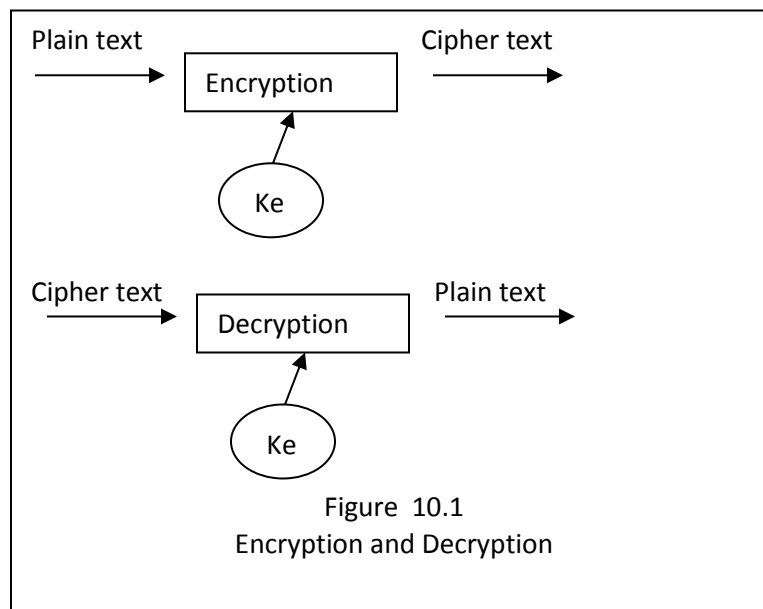 Plain text
Cipher text
Encryption
Ke
Cipher text
Plain text
Decryption
Ke
Figure 10.1
Encryption and Decryption